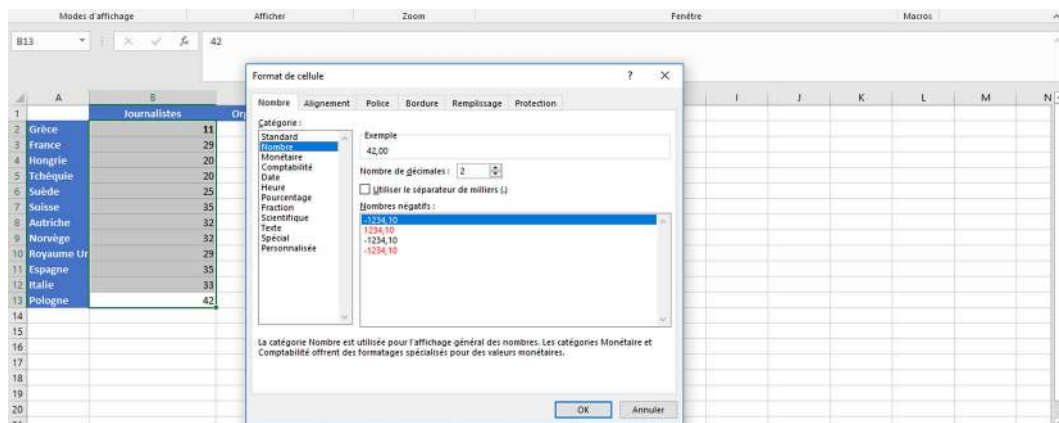 Modes d'affichage Afficher Zoom Fenêtre Macros
B13 fx 42
Format de cellule ? X
Nombre Alignement Police Bordure Remplissage Protection
Catégorie :
Standard
Nombre
Monétaire
Comptabilité
Date
Heure
Pourcentage
Fraction
Scientifique
Texte
Spécial
Personnalisée
Exemple
42,00
Nombre de décimales : 2
Utiliser le séparateur de milliers (.)
Nombres négatifs :
-1234,10
1234,10
-1234,10
-1234,10
La catégorie Nombre est utilisée pour l'affichage général des nombres. Les catégories Monétaire et
Comptabilité offrent des formatages spécialisés pour des valeurs monétaires.
OK Annuler
A B I J K L M N
1 Journalistes
2 Grèce 11
3 France 29
4 Hongrie 20
5 Tchéquie 20
6 Suède 25
7 Suisse 35
8 Autriche 32
9 Norvège 32
10 Royaume Ur 29
11 Espagne 35
12 Italie 33
13 Pologne 42
14
15
16
17
18
19
20